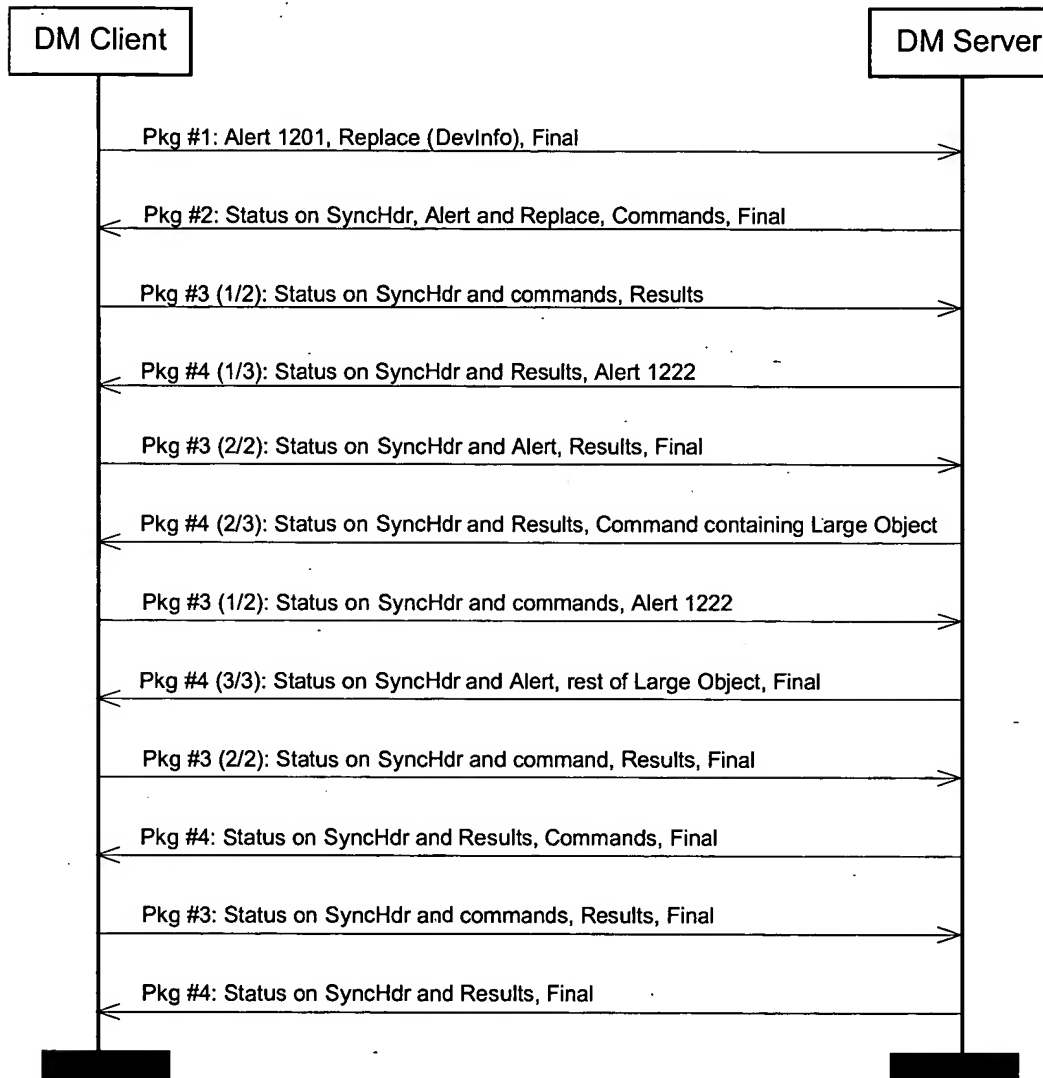 DM Client
DM Server
Pkg #1: Alert 1201, Replace (DevInfo), Final
Pkg #2: Status on SyncHdr, Alert and Replace, Commands, Final
Pkg #3 (1/2): Status on SyncHdr and commands, Results
Pkg #4 (1/3): Status on SyncHdr and Results, Alert 1222
Pkg #3 (2/2): Status on SyncHdr and Alert, Results, Final
Pkg #4 (2/3): Status on SyncHdr and Results, Command containing Large Object
Pkg #3 (1/2): Status on SyncHdr and commands, Alert 1222
Pkg #4 (3/3): Status on SyncHdr and Alert, rest of Large Object, Final
Pkg #3 (2/2): Status on SyncHdr and command, Results, Final
Pkg #4: Status on SyncHdr and Results, Commands, Final
Pkg #3: Status on SyncHdr and commands, Results, Final
Pkg #4: Status on SyncHdr and Results, Final